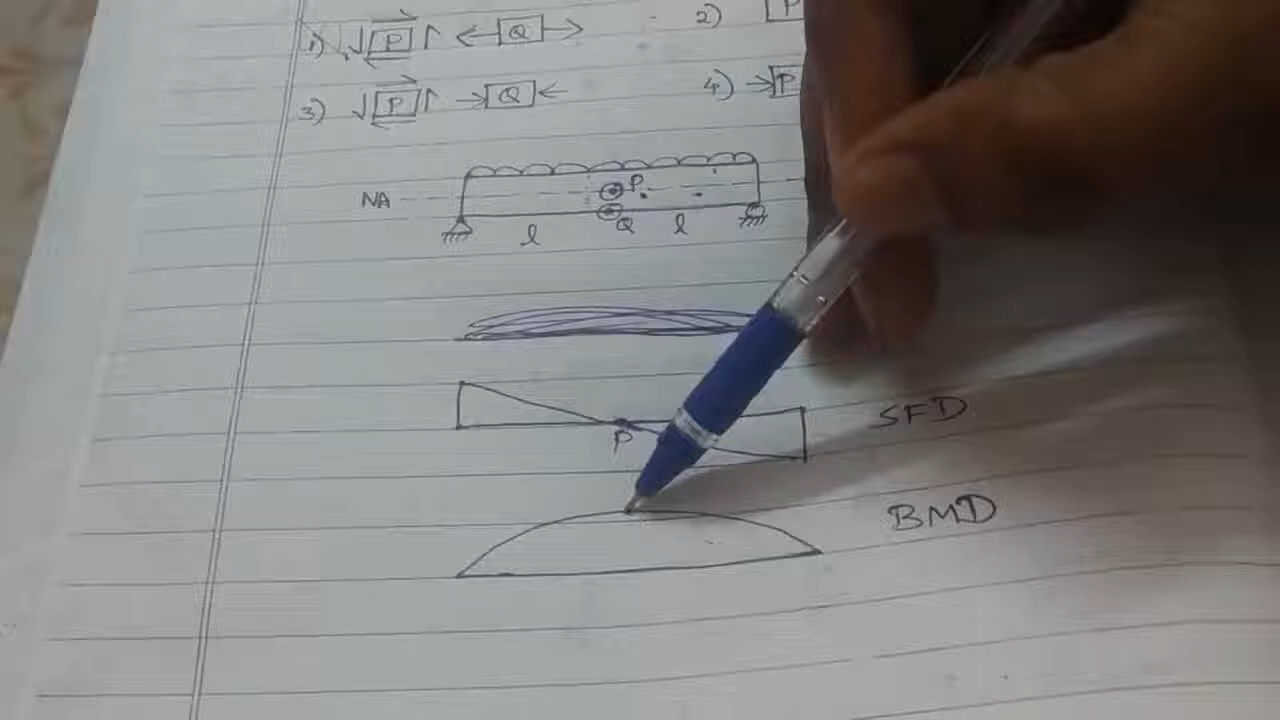 1) P Q 2) P
3) P Q 4) P
NA P
l Q l
P SFD
BMD